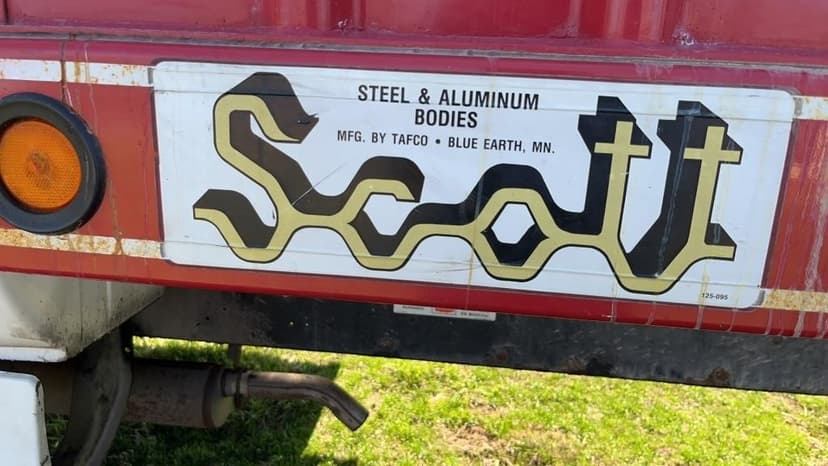 STEEL & ALUMINUM
BODIES
MFG. BY TAFCO • BLUE EARTH, MN.
Scott
125-095